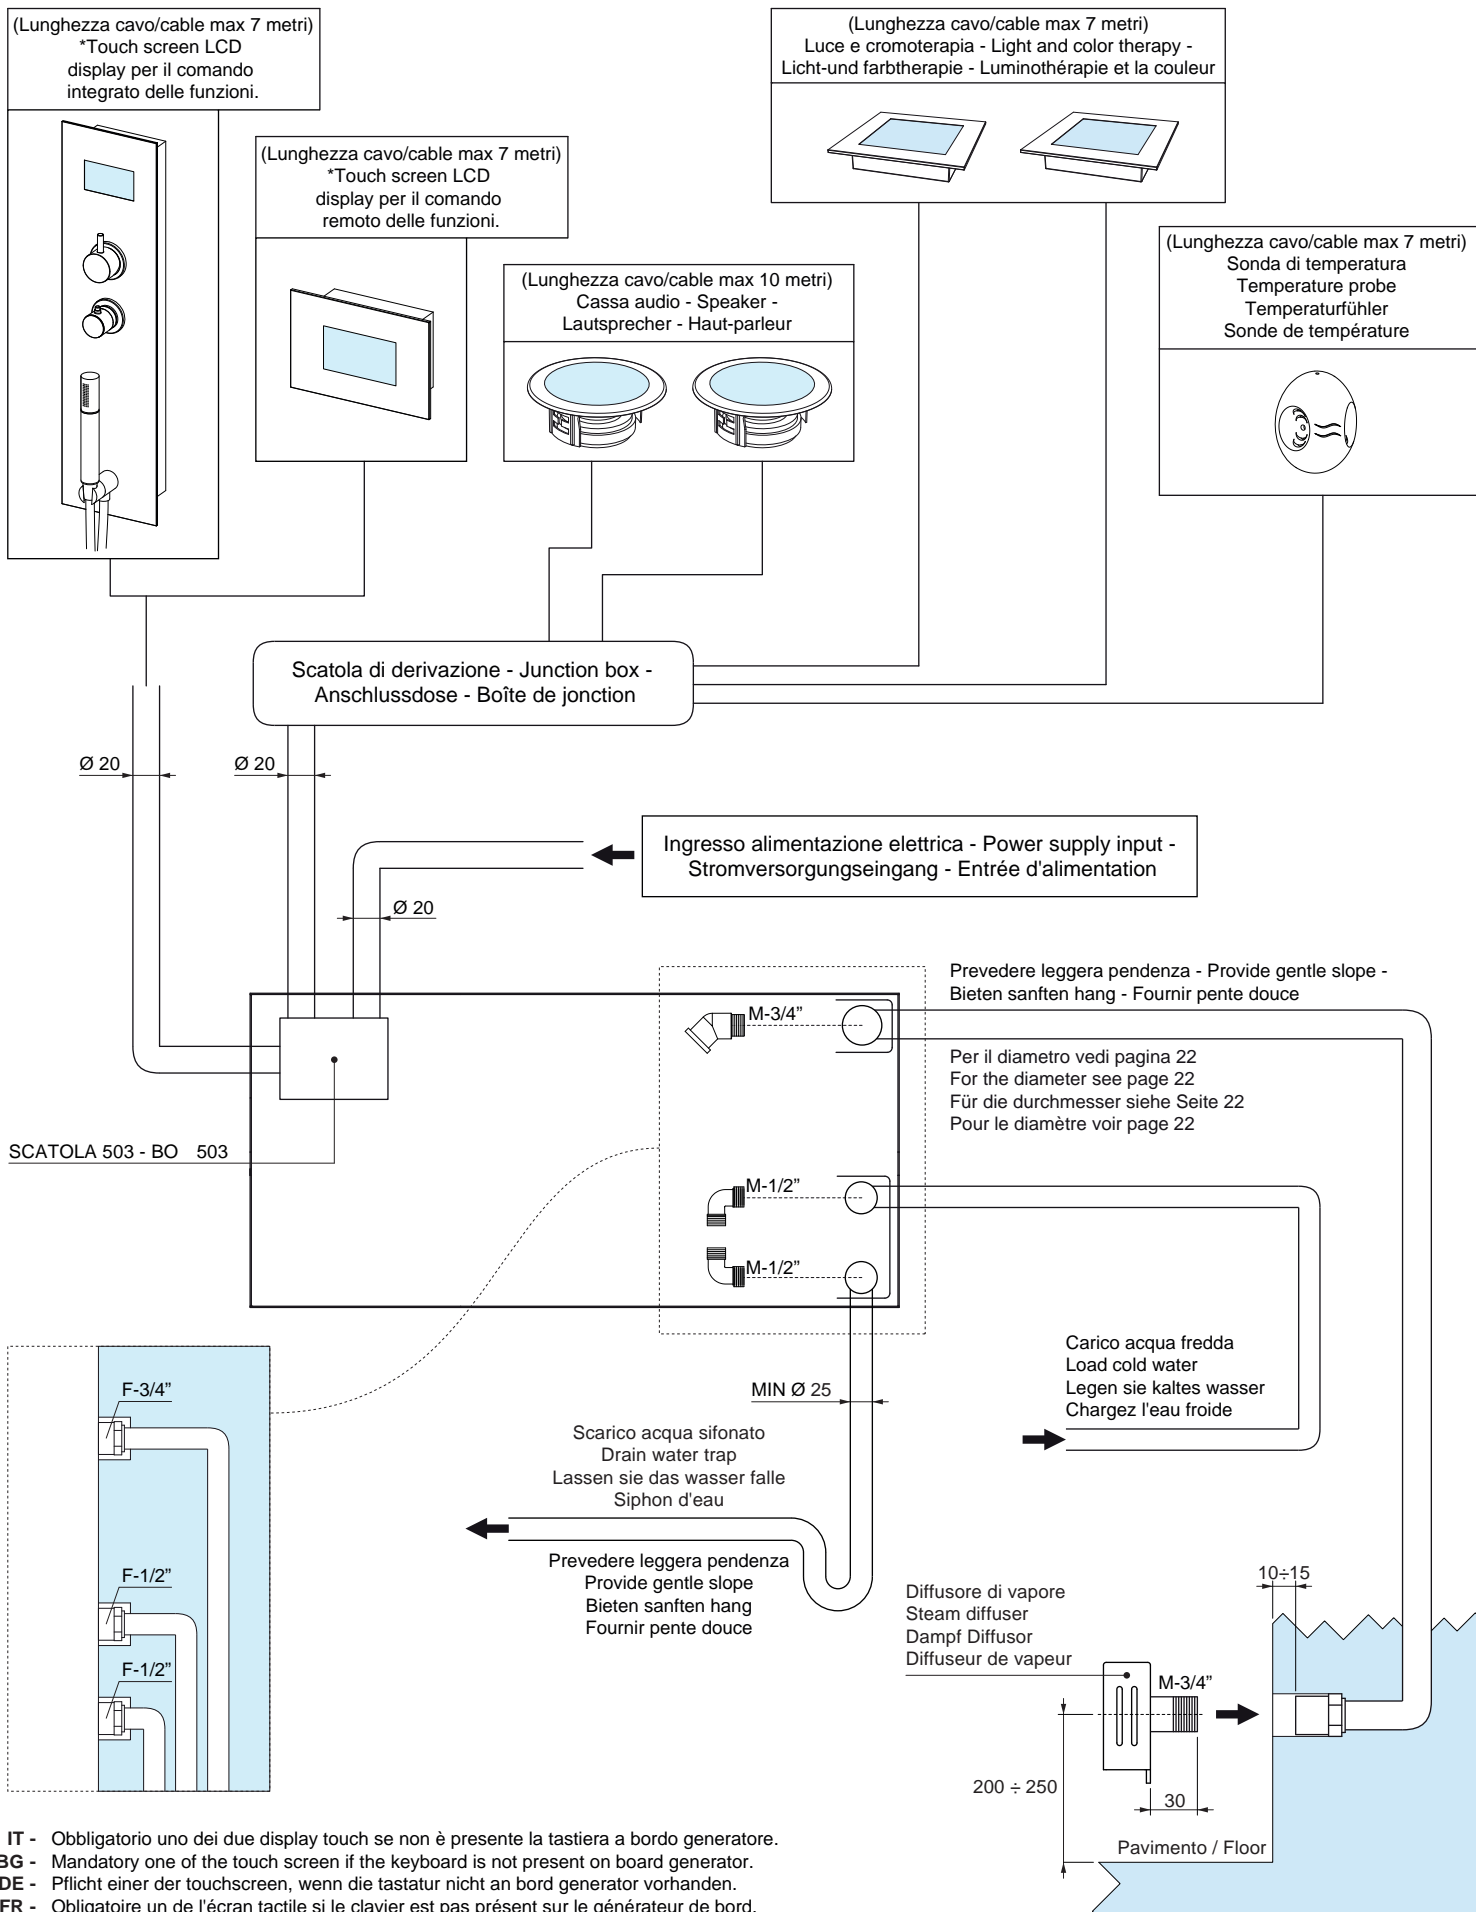 (Lunghezza cavo/cable max 7 metri)
*Touch screen LCD
display per il comando
integrato delle funzioni.
(Lunghezza cavo/cable max 7 metri)
*Touch screen LCD
display per il comando
remoto delle funzioni.
(Lunghezza cavo/cable max 10 metri)
Cassa audio - Speaker -
Lautsprecher - Haut-parleur
(Lunghezza cavo/cable max 7 metri)
Luce e cromoterapia - Light and color therapy -
Licht-und farbtherapie - Luminothérapie et la couleur
(Lunghezza cavo/cable max 7 metri)
Sonda di temperatura
Temperature probe
Temperaturfühler
Sonde de température
Scatola di derivazione - Junction box -
Anschlussdose - Boîte de jonction
Ø 20
Ø 20
Ingresso alimentazione elettrica - Power supply input -
Stromversorgungseingang - Entrée d'alimentation
Ø 20
Prevedere leggera pendenza - Provide gentle slope -
Bieten sanften hang - Fournir pente douce
M-3/4”
Per il diametro vedi pagina 22
For the diameter see page 22
Für die durchmesser siehe Seite 22
Pour le diamètre voir page 22
SCATOLA 503 - BO 503
M-1/2”
M-1/2”
Carico acqua fredda
Load cold water
Legen sie kaltes wasser
Chargez l'eau froide
MIN Ø 25
F-3/4”
F-1/2”
F-1/2”
Scarico acqua sifonato
Drain water trap
Lassen sie das wasser falle
Siphon d'eau
Prevedere leggera pendenza
Provide gentle slope
Bieten sanften hang
Fournir pente douce
10÷15
Diffusore di vapore
Steam diffuser
Dampf Diffusor
Diffuseur de vapeur
M-3/4”
200 ÷ 250
30
Pavimento / Floor
IT - Obbligatorio uno dei due display touch se non è presente la tastiera a bordo generatore.
BG - Mandatory one of the touch screen if the keyboard is not present on board generator.
DE - Pflicht einer der touchscreen, wenn die tastatur nicht an bord generator vorhanden.
FR - Obligatoire un de l'écran tactile si le clavier est pas présent sur le générateur de bord.